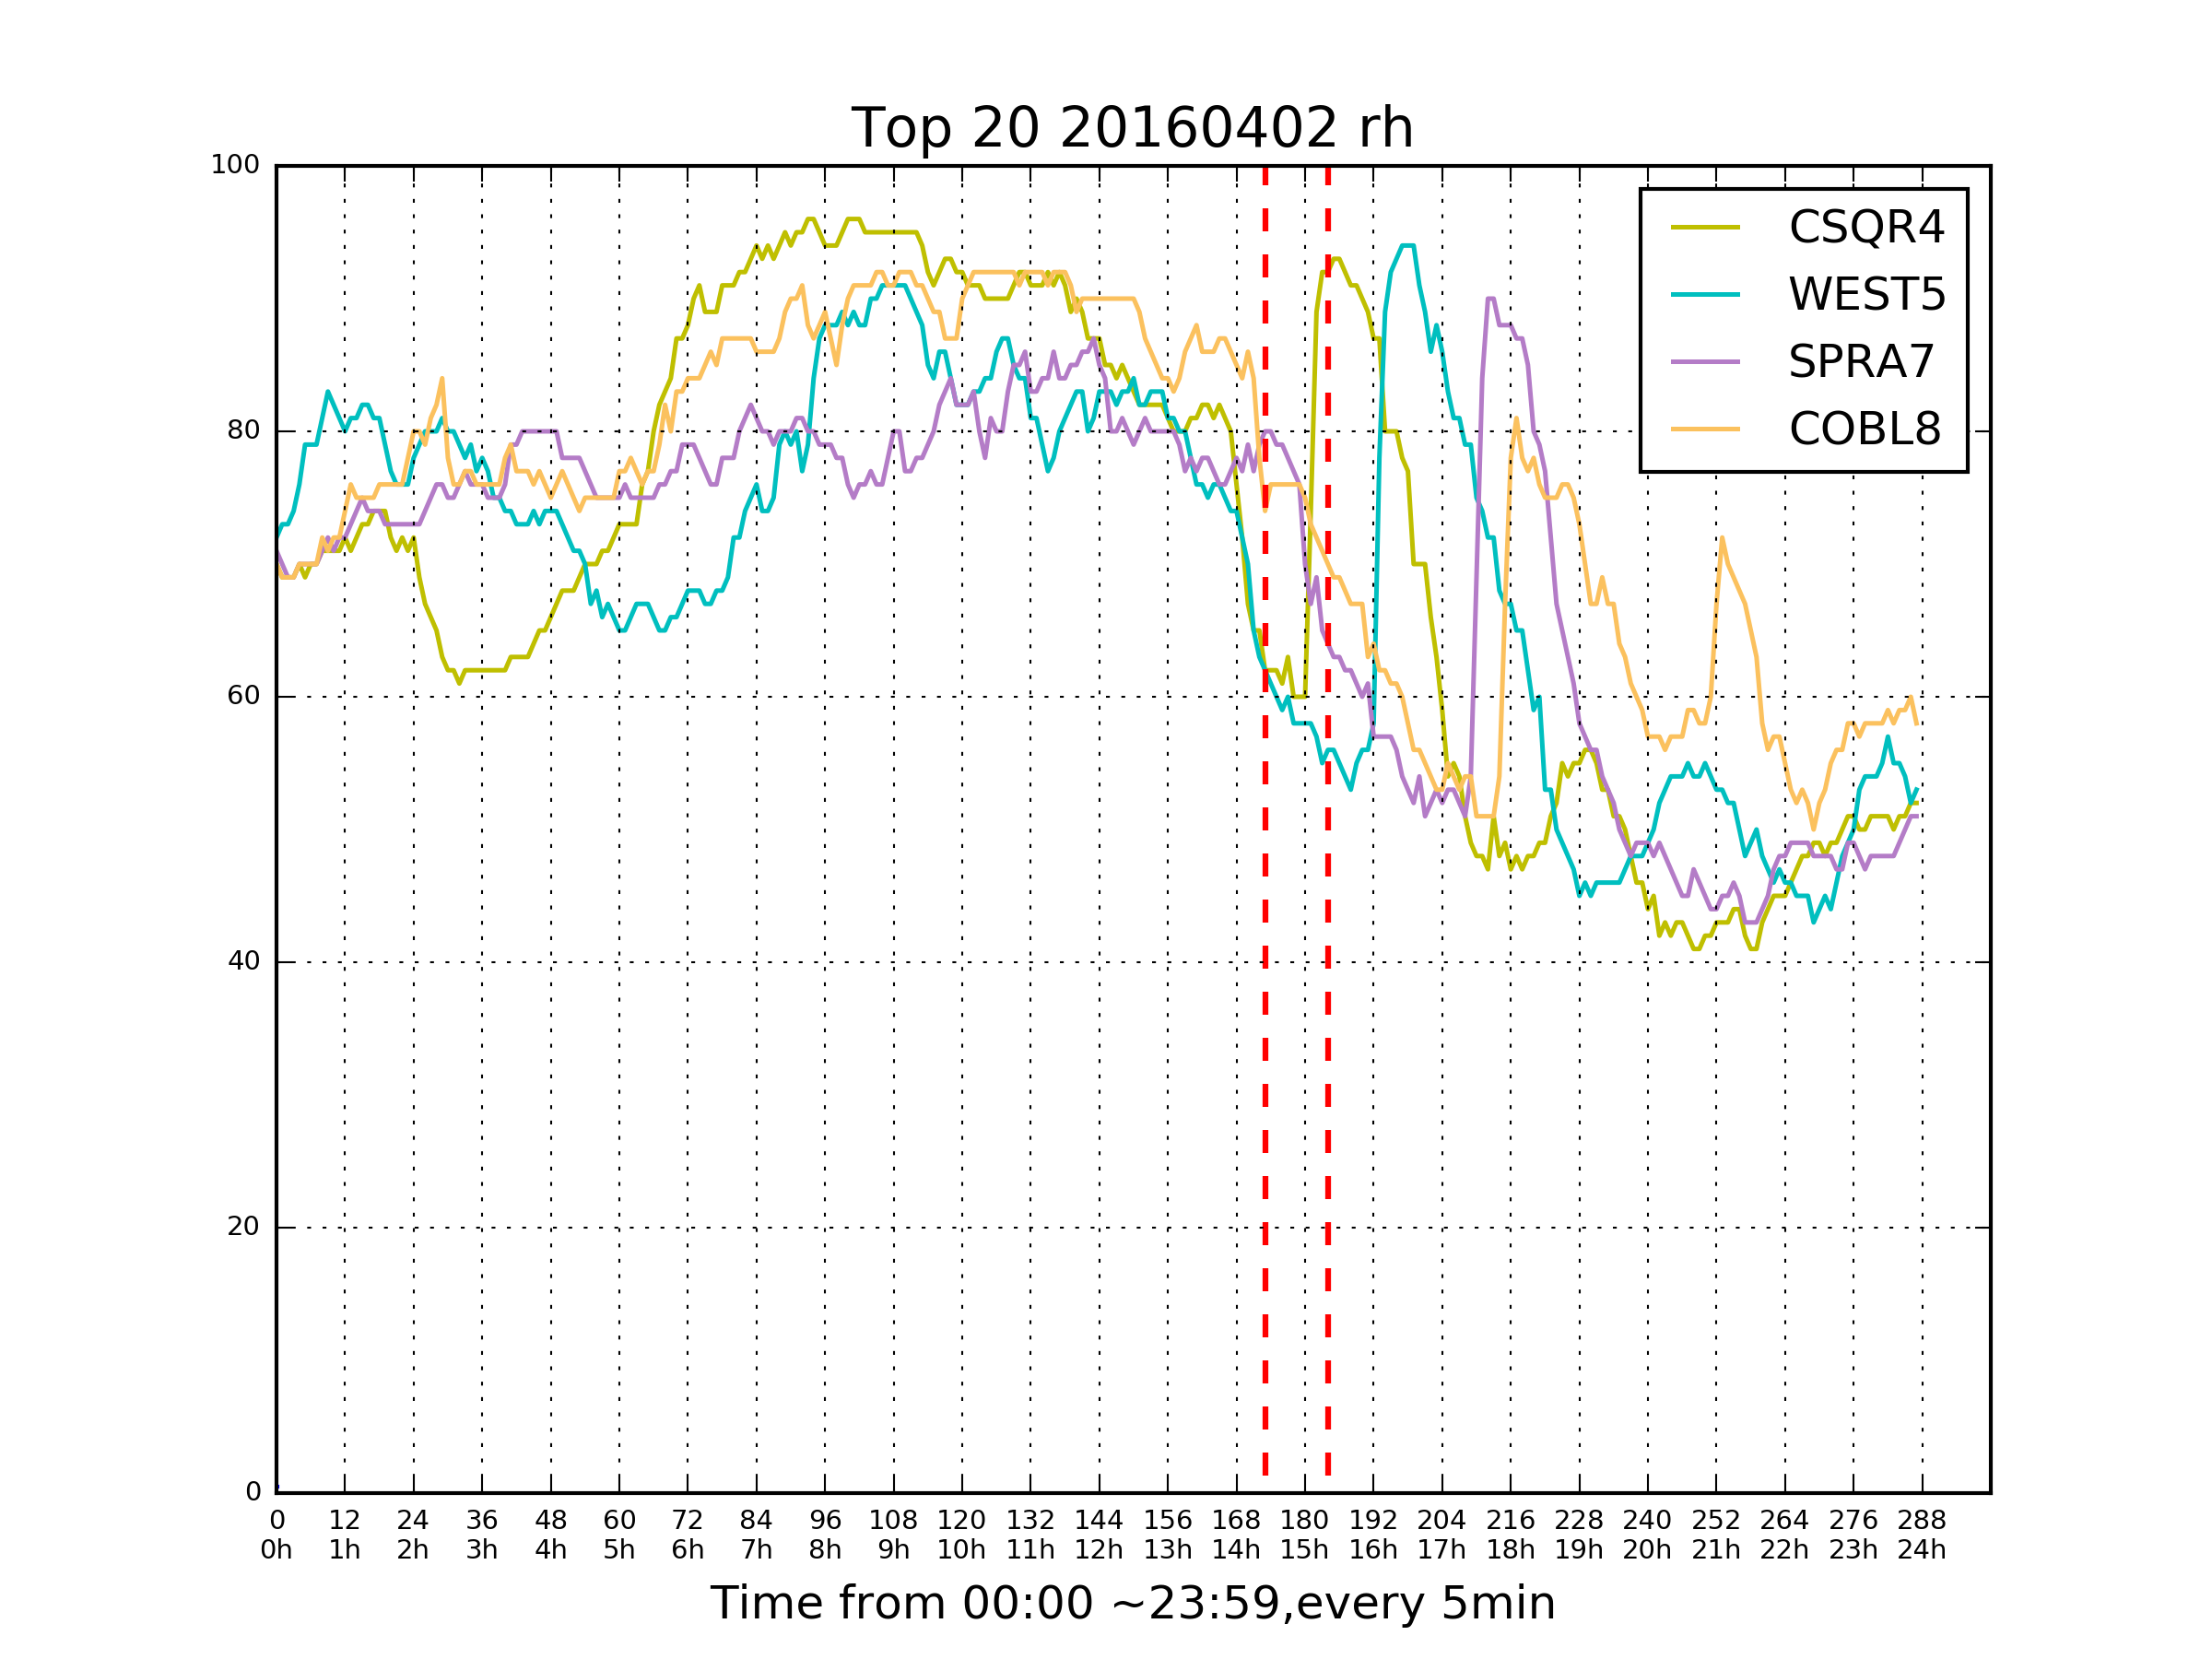 Top 20 20160402 rh
CSQR4
WEST5
SPRA7
COBL8
100
80
60
40
20
0
0 12 24 36 48 60 72 84 96 108 120 132 144 156 168 180 192 204 216 228 240 252 264 276 288
0h 1h 2h 3h 4h 5h 6h 7h 8h 9h 10h 11h 12h 13h 14h 15h 16h 17h 18h 19h 20h 21h 22h 23h 24h
Time from 00:00 ~23:59,every 5min